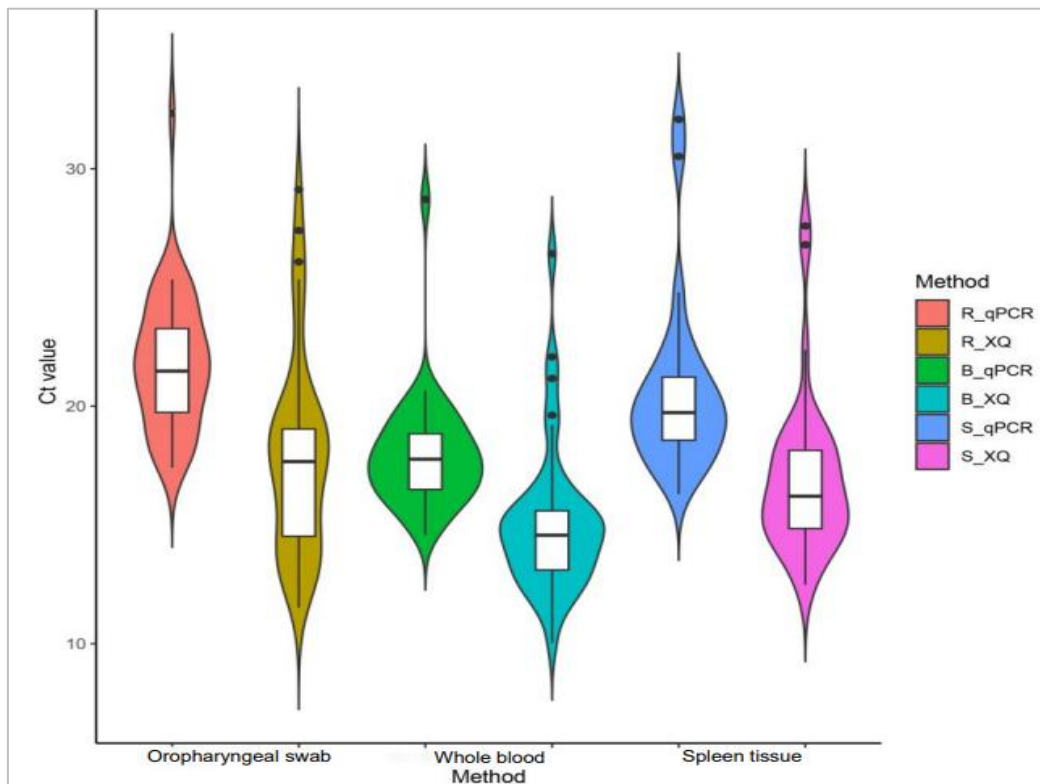 30
20
10
Ct value
Oropharyngeal swab
Whole blood
Spleen tissue
Method
Method
R_qPCR
R_XQ
B_qPCR
B_XQ
S_qPCR
S_XQ